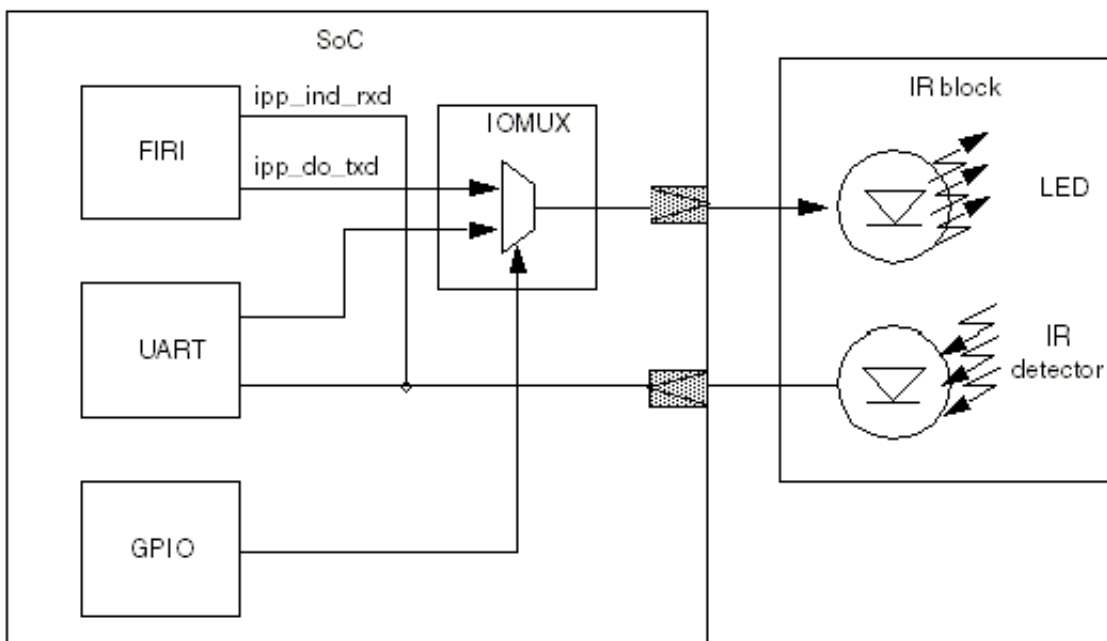 SoC
FIRI
ipp_ind_rxd
ipp_do_txd
IOMUX
UART
GPIO
IR block
LED
IR
detector